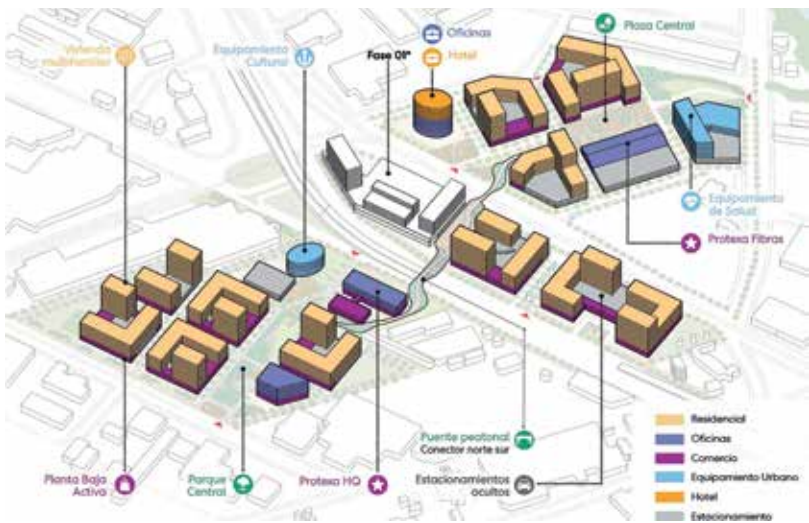 Vivienda
multifamiliar
Equipamiento
Cultural
Fase 01*
Oficinas
Hotel
Plaza Central
Equipamiento
de Salud
Protexa Fibras
Planta Baja
Activa
Parque
Central
Protexa HQ
Puente peatonal
Conector norte sur
Estacionamientos
ocultos
Residencial
Oficinas
Comercio
Equipamiento Urbano
Hotel
Estacionamiento